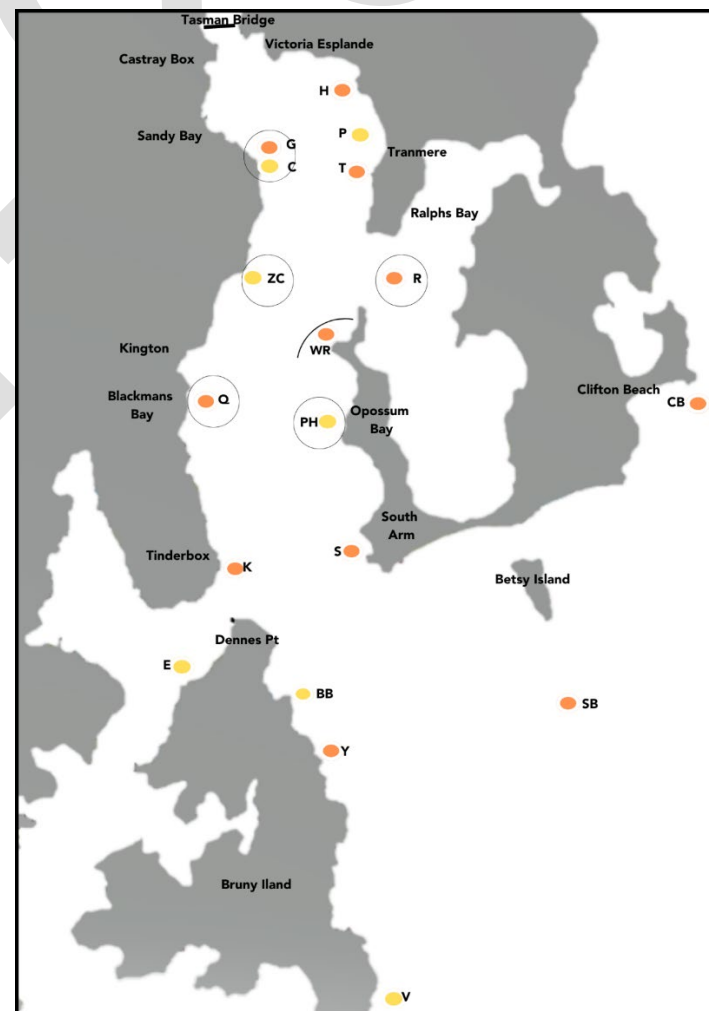 Tasman Bridge
Victoria Esplande
Castray Box
H
Sandy Bay
P
G
Tranmere
C
T
Ralphs Bay
ZC
R
Kington
WR
Blackmans
Bay
Q
Clifton Beach
CB
Opossum
Bay
PH
South
Arm
Tinderbox
S
K
Betsy Island
Dennes Pt
E
BB
SB
Y
Bruny Iland
V